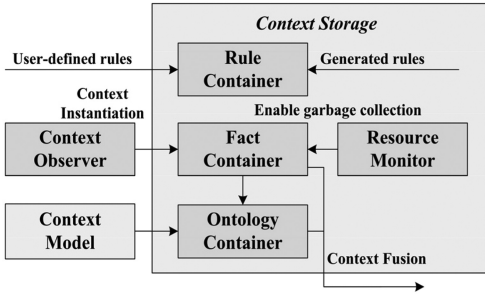 Context Storage
User-defined rules
Rule
Container
Generated rules
Context
Instantiation
Enable garbage collection
Context
Observer
Fact
Container
Resource
Monitor
Context
Model
Ontology
Container
Context Fusion